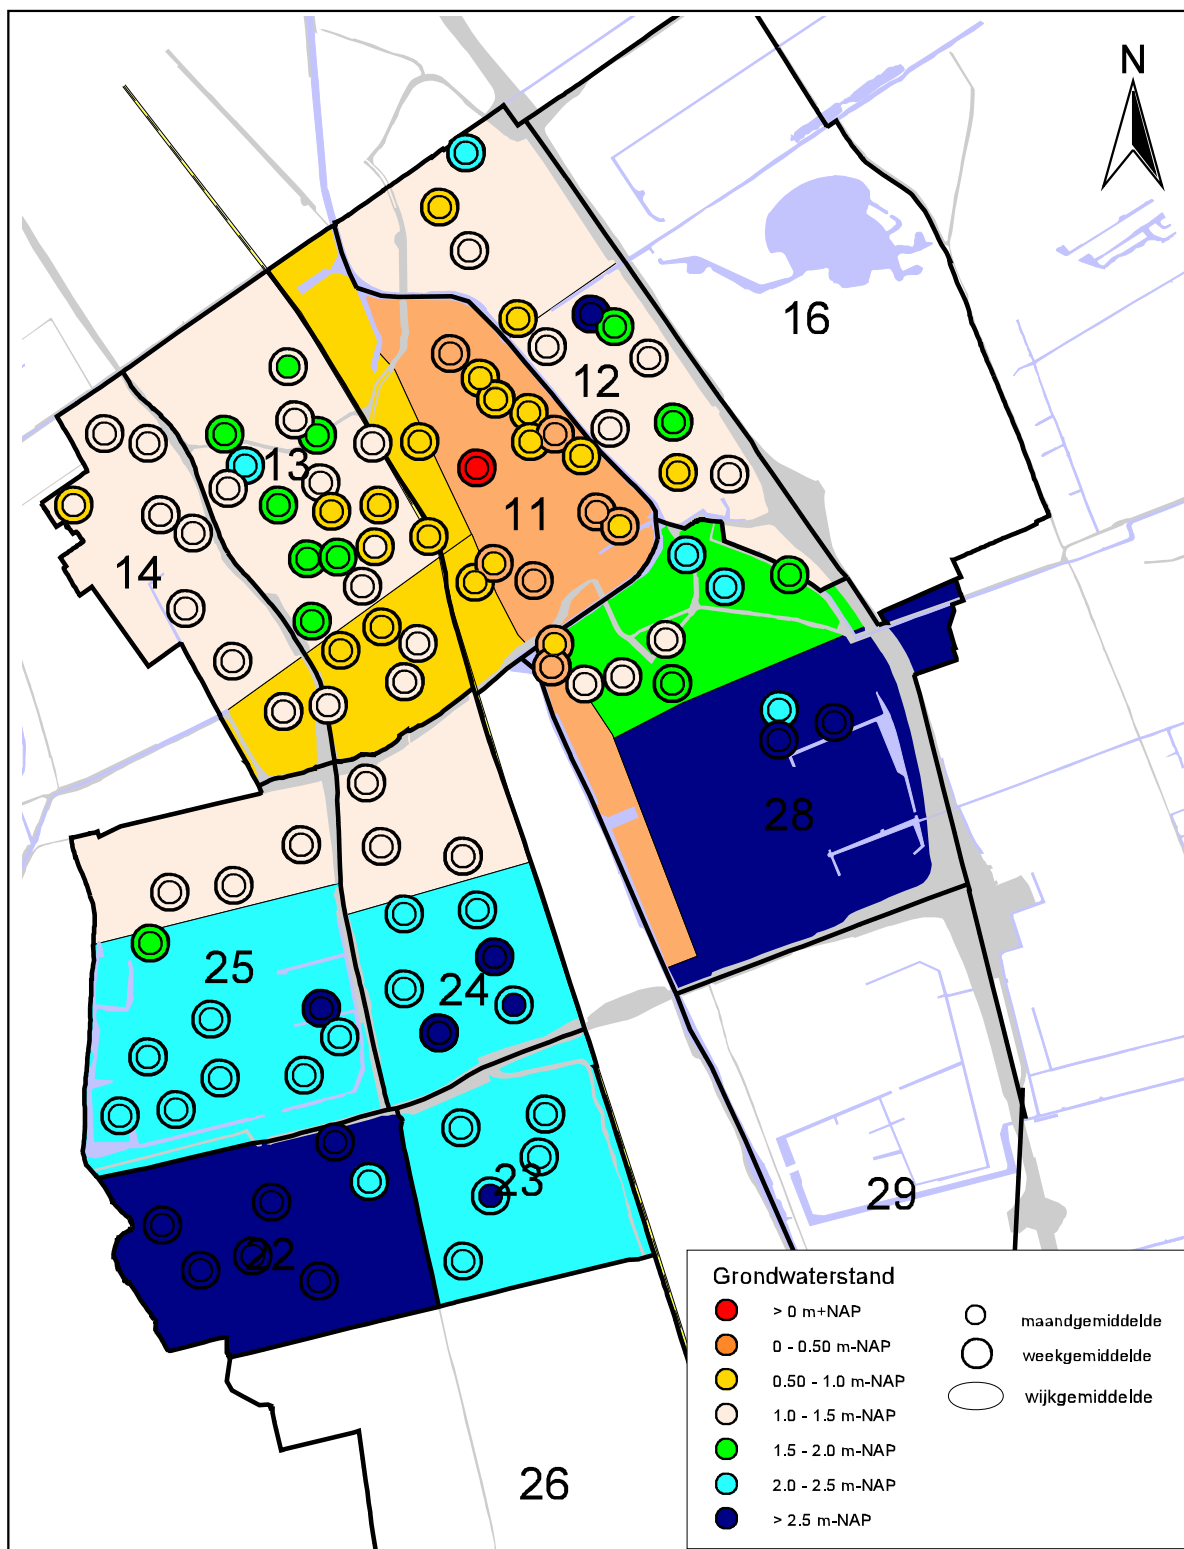 N
16
12
13
11
14
28
25
24
23
29
22
26
Grondwaterstand
> 0 m+NAP
0 - 0.50 m-NAP
0.50 - 1.0 m-NAP
1.0 - 1.5 m-NAP
1.5 - 2.0 m-NAP
2.0 - 2.5 m-NAP
> 2.5 m-NAP
maandgemiddelde
weekgemiddelde
wijkgemiddelde